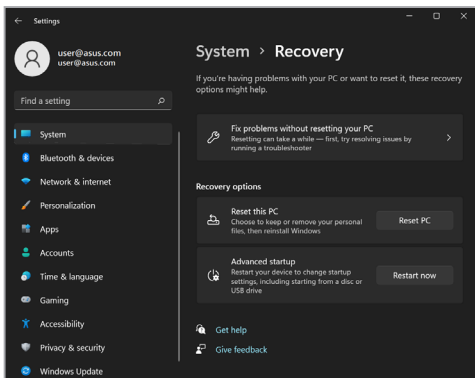 Settings
user@asus.com
user@asus.com
Find a setting
System
Bluetooth & devices
Network & internet
Personalization
Apps
Accounts
Time & language
Gaming
Accessibility
Privacy & security
Windows Update
System > Recovery
If you're having problems with your PC or want to reset it, these recovery
options might help.
Fix problems without resetting your PC
Resetting can take a while — first, try resolving issues by
running a troubleshooter
Recovery options
Reset this PC
Choose to keep or remove your personal
files, then reinstall Windows
Reset PC
Advanced startup
Restart your device to change startup
settings, including starting from a disc or
USB drive
Restart now
Get help
Give feedback